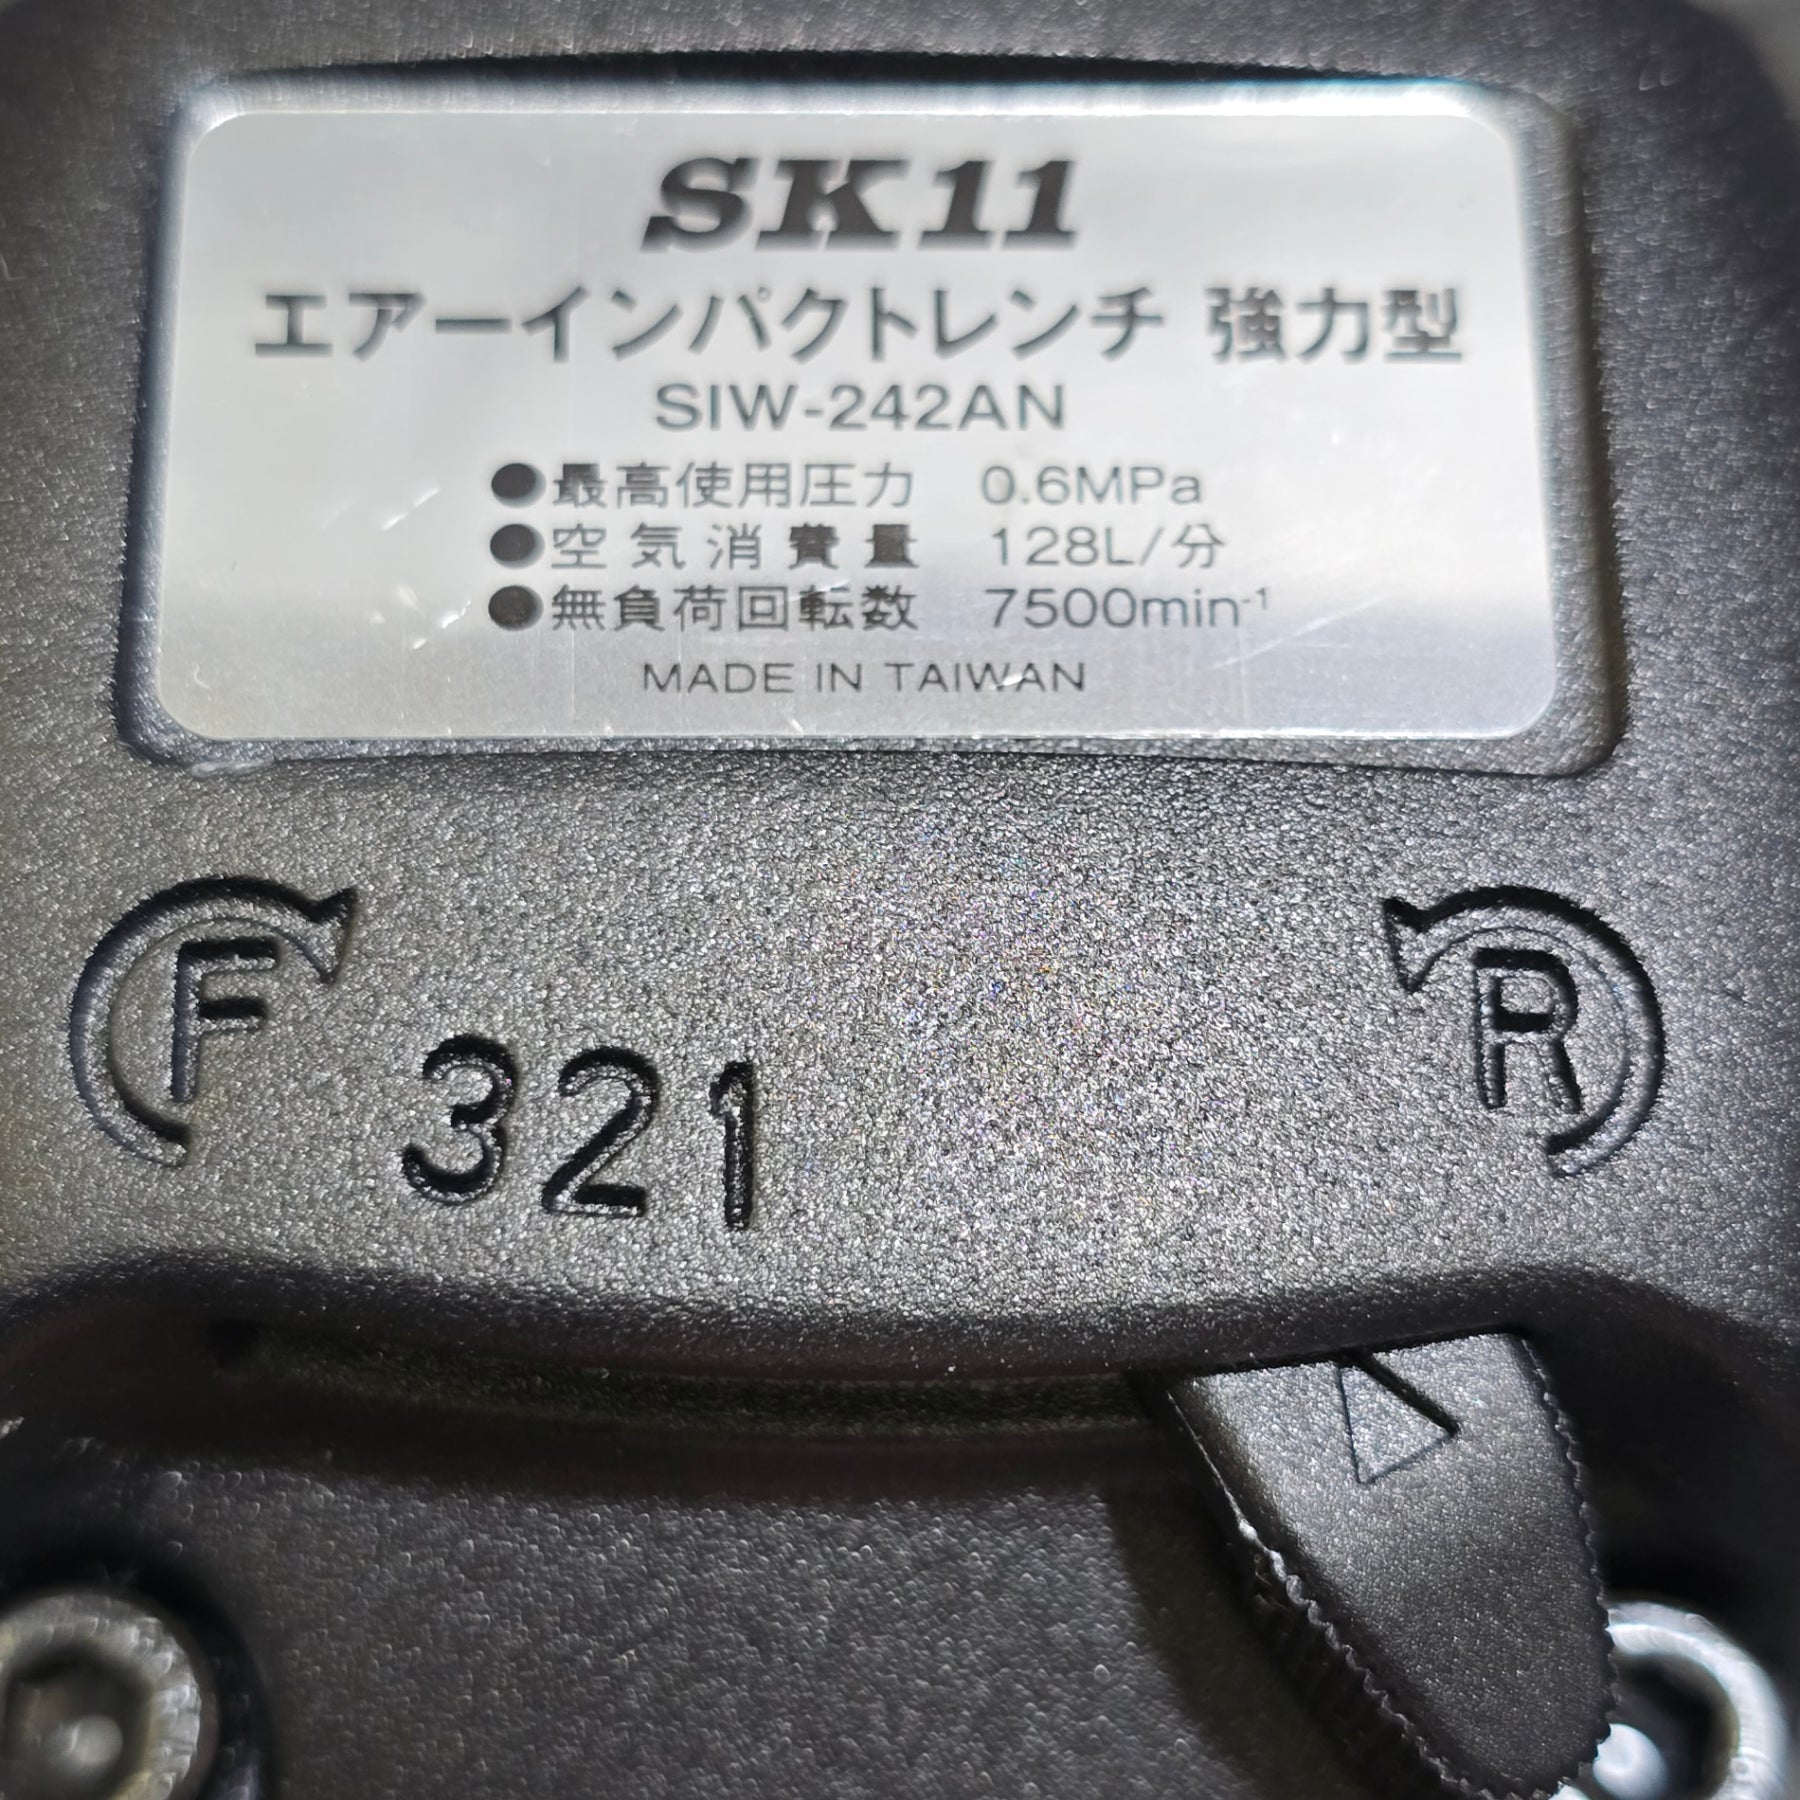 SK11
エアーインパクトレンチ 強力型
SIW-242AN
●最高使用圧力 0.6MPa
●空気消費量 128L/分
●無負荷回転数 7500min⁻¹
MADE IN TAIWAN
F
R
321